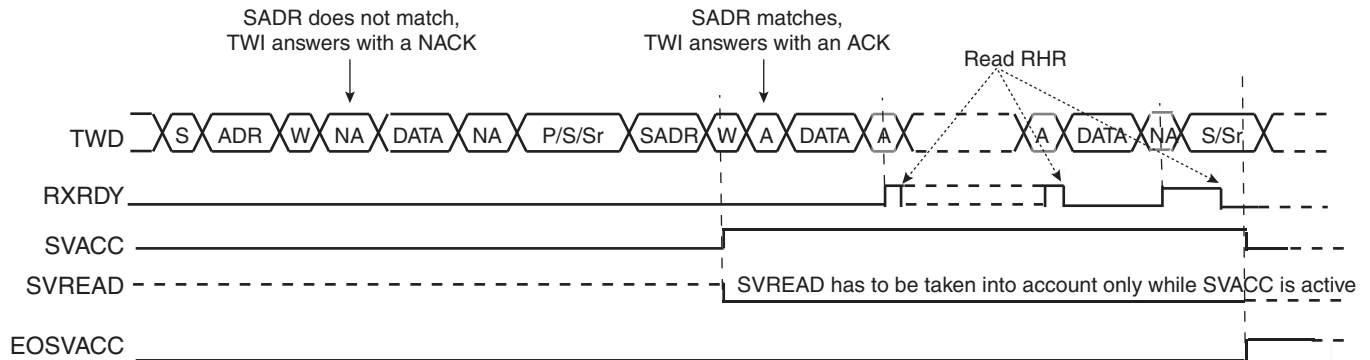 SADR does not match,
TWI answers with a NACK
SADR matches,
TWI answers with an ACK
Read RHR
TWD S ADR W NA DATA NA P/S/Sr SADR W A DATA A A DATA NA S/Sr
RXRDY
SVACC
SVREAD SVREAD has to be taken into account only while SVACC is active
EOSVACC